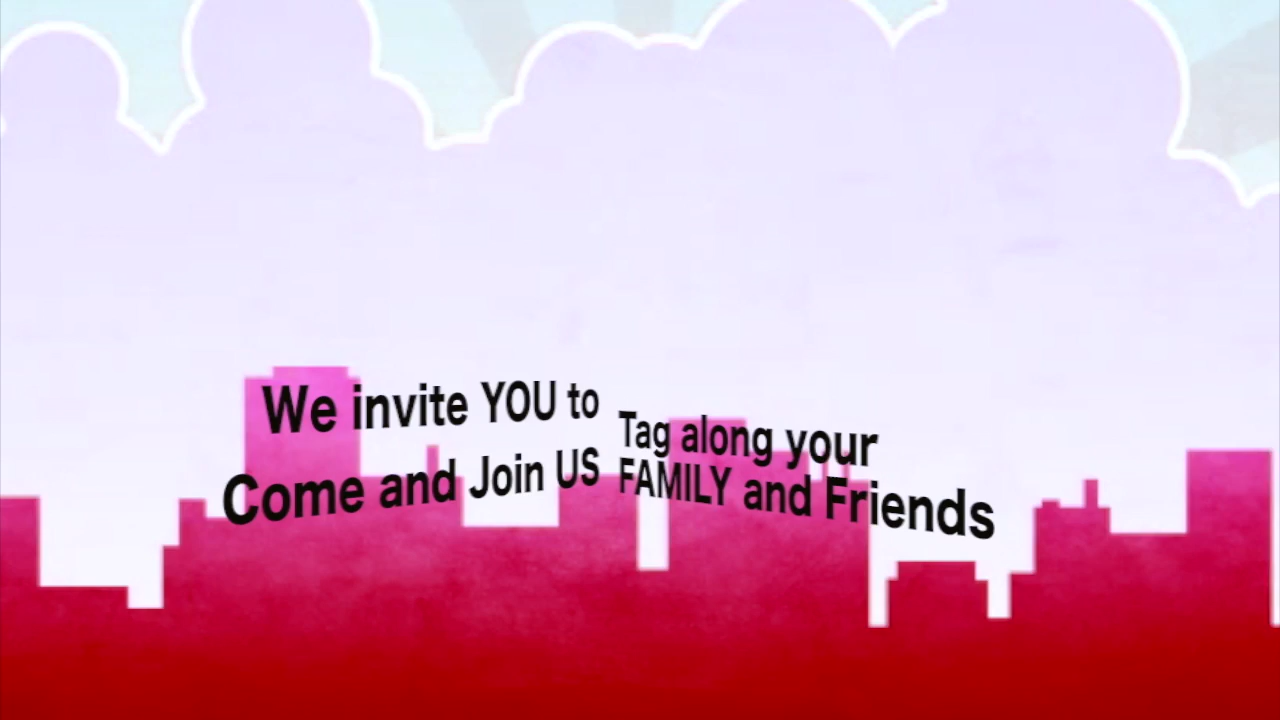 We invite YOU to
Come and Join US
Tag along your
FAMILY and Friends